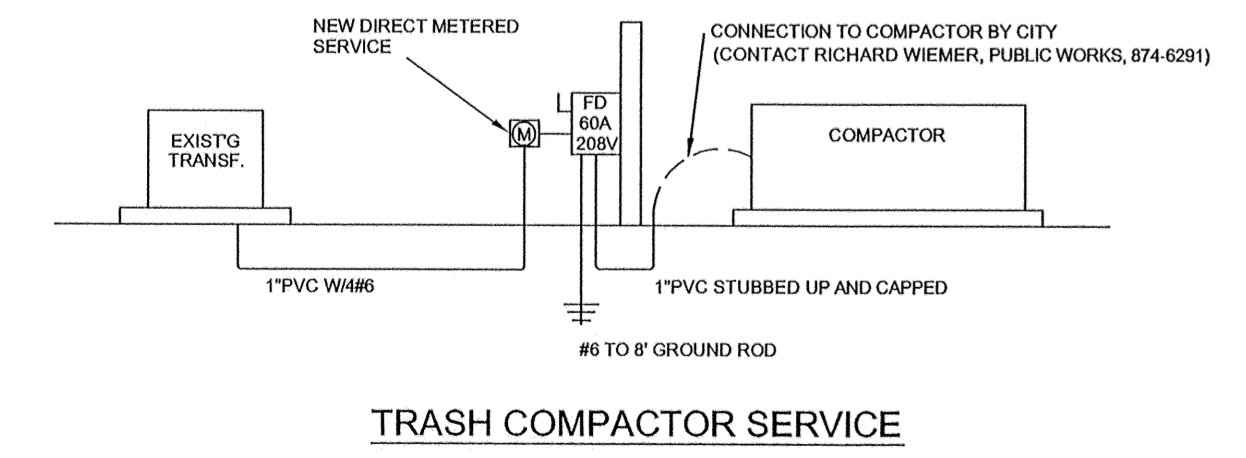 NEW DIRECT METERED
SERVICE
CONNECTION TO COMPACTOR BY CITY
(CONTACT RICHARD WIEMER, PUBLIC WORKS, 874-6291)
EXIST'G
TRANSF.
M
FD
60A
208V
COMPACTOR
1"PVC W/4#6
1"PVC STUBBED UP AND CAPPED
#6 TO 8' GROUND ROD
TRASH COMPACTOR SERVICE